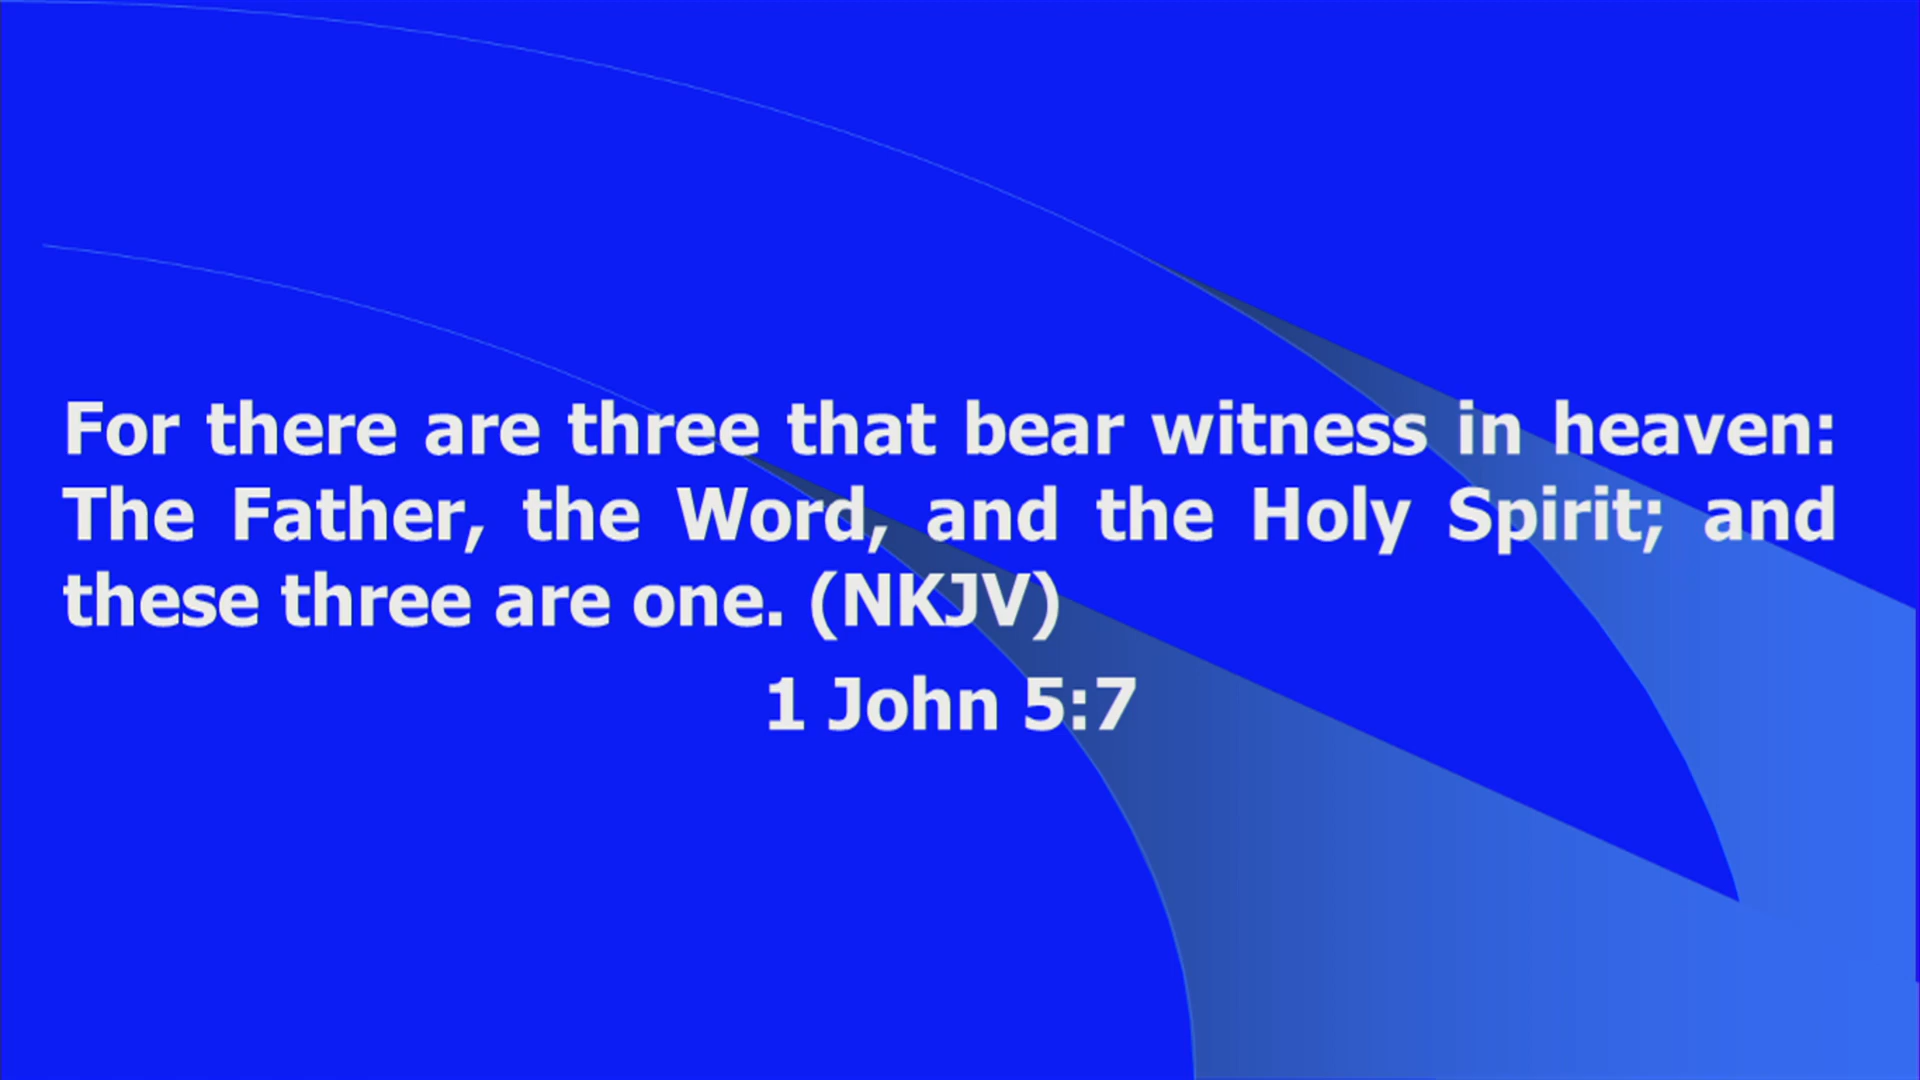 For there are three that bear witness in heaven:
The Father, the Word, and the Holy Spirit; and
these three are one. (NKJV)
1 John 5:7